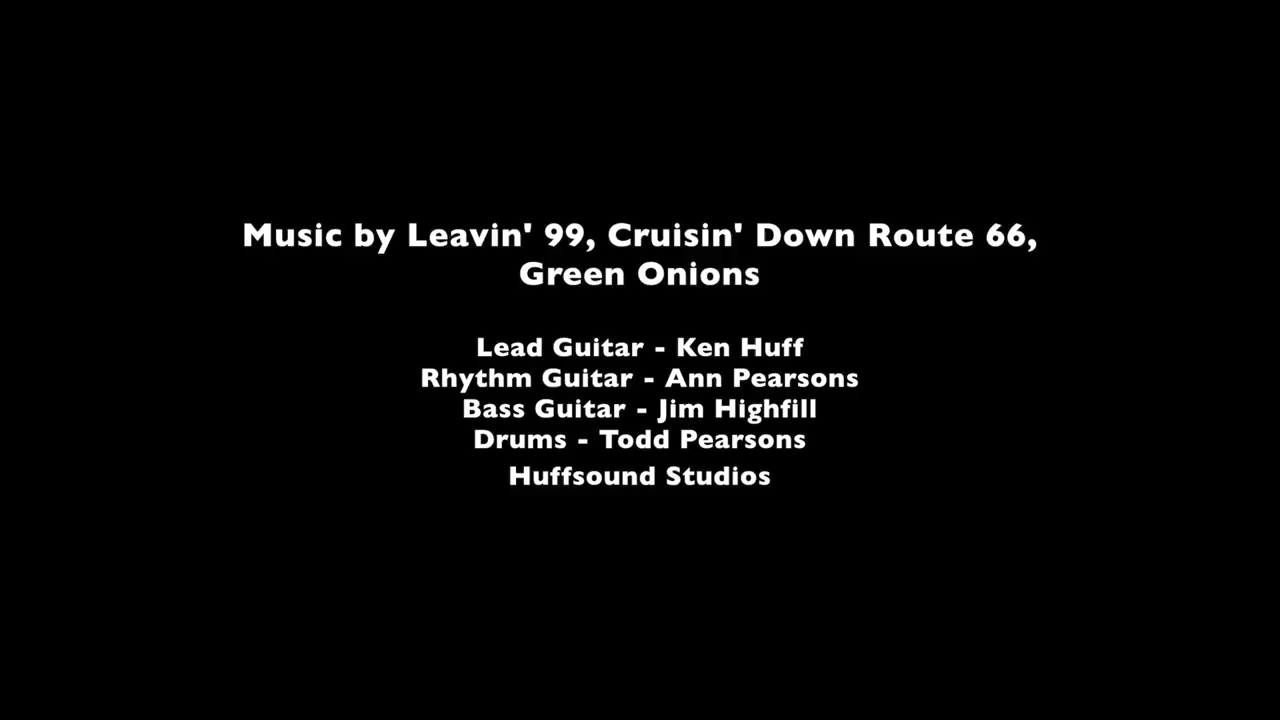 Music by Leavin' 99, Cruisin' Down Route 66,
Green Onions
Lead Guitar - Ken Huff
Rhythm Guitar - Ann Pearsons
Bass Guitar - Jim Highfill
Drums - Todd Pearsons
Huffsound Studios